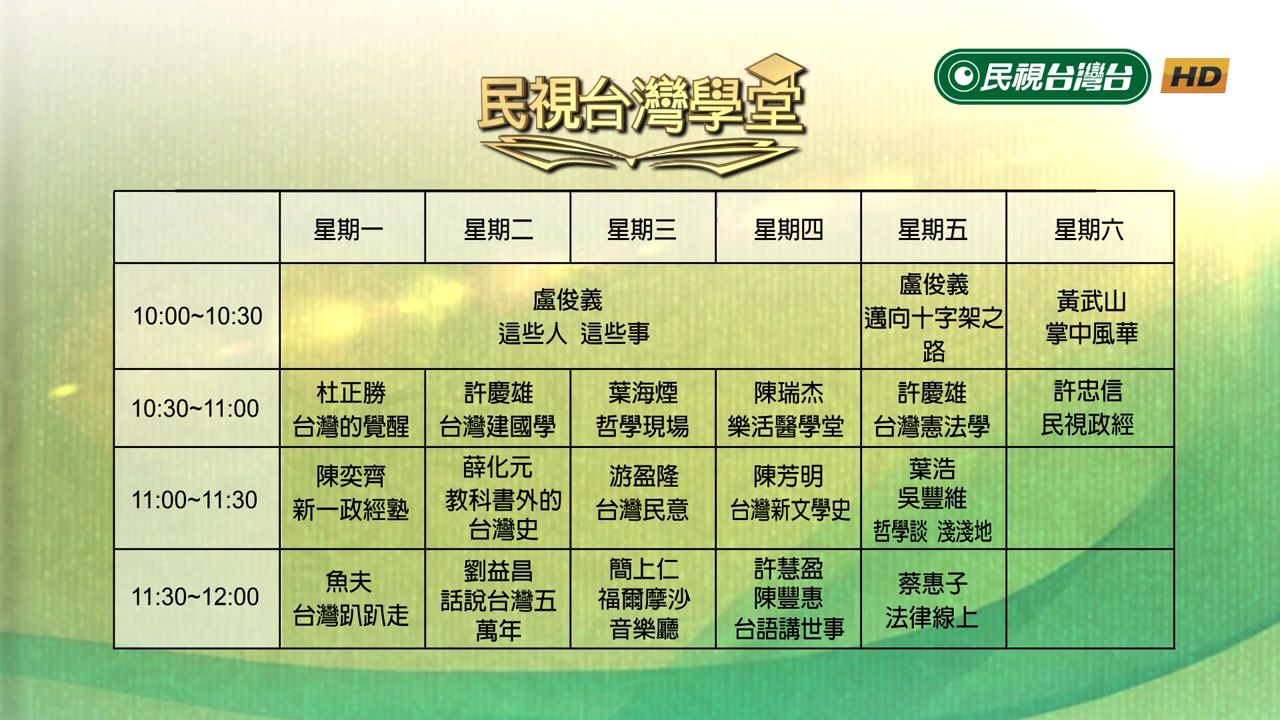 民視台灣學堂
民視台灣台
HD
星期一 星期二 星期三 星期四 星期五 星期六
10:00~10:30
盧俊義
這些人 這些事
盧俊義
邁向十字架之
路
黃武山
掌中風華
10:30~11:00
杜正勝
台灣的覺醒
許慶雄
台灣建國學
葉海煙
哲學現場
陳瑞杰
樂活醫學堂
許慶雄
台灣憲法學
許忠信
民視政經
11:00~11:30
陳奕齊
新一政經塾
薛化元
教科書外的
台灣史
游盈隆
台灣民意
陳芳明
台灣新文學史
葉浩
吳豐維
哲學談 淺淺地
11:30~12:00
魚夫
台灣趴趴走
劉益昌
話說台灣五
萬年
簡上仁
福爾摩沙
音樂廳
許慧盈
陳豐惠
台語講世事
蔡惠子
法律線上